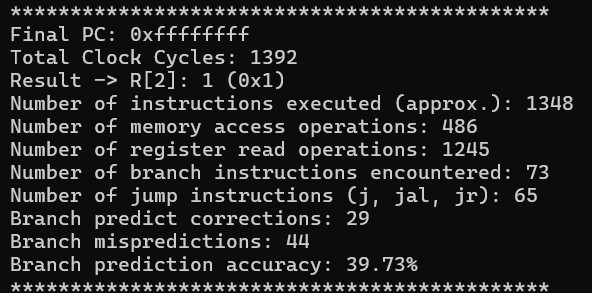 *********************************************
Final PC: 0xffffffff
Total Clock Cycles: 1392
Result -> R[2]: 1 (0x1)
Number of instructions executed (approx.): 1348
Number of memory access operations: 486
Number of register read operations: 1245
Number of branch instructions encountered: 73
Number of jump instructions (j, jal, jr): 65
Branch predict corrections: 29
Branch mispredictions: 44
Branch prediction accuracy: 39.73%
*********************************************